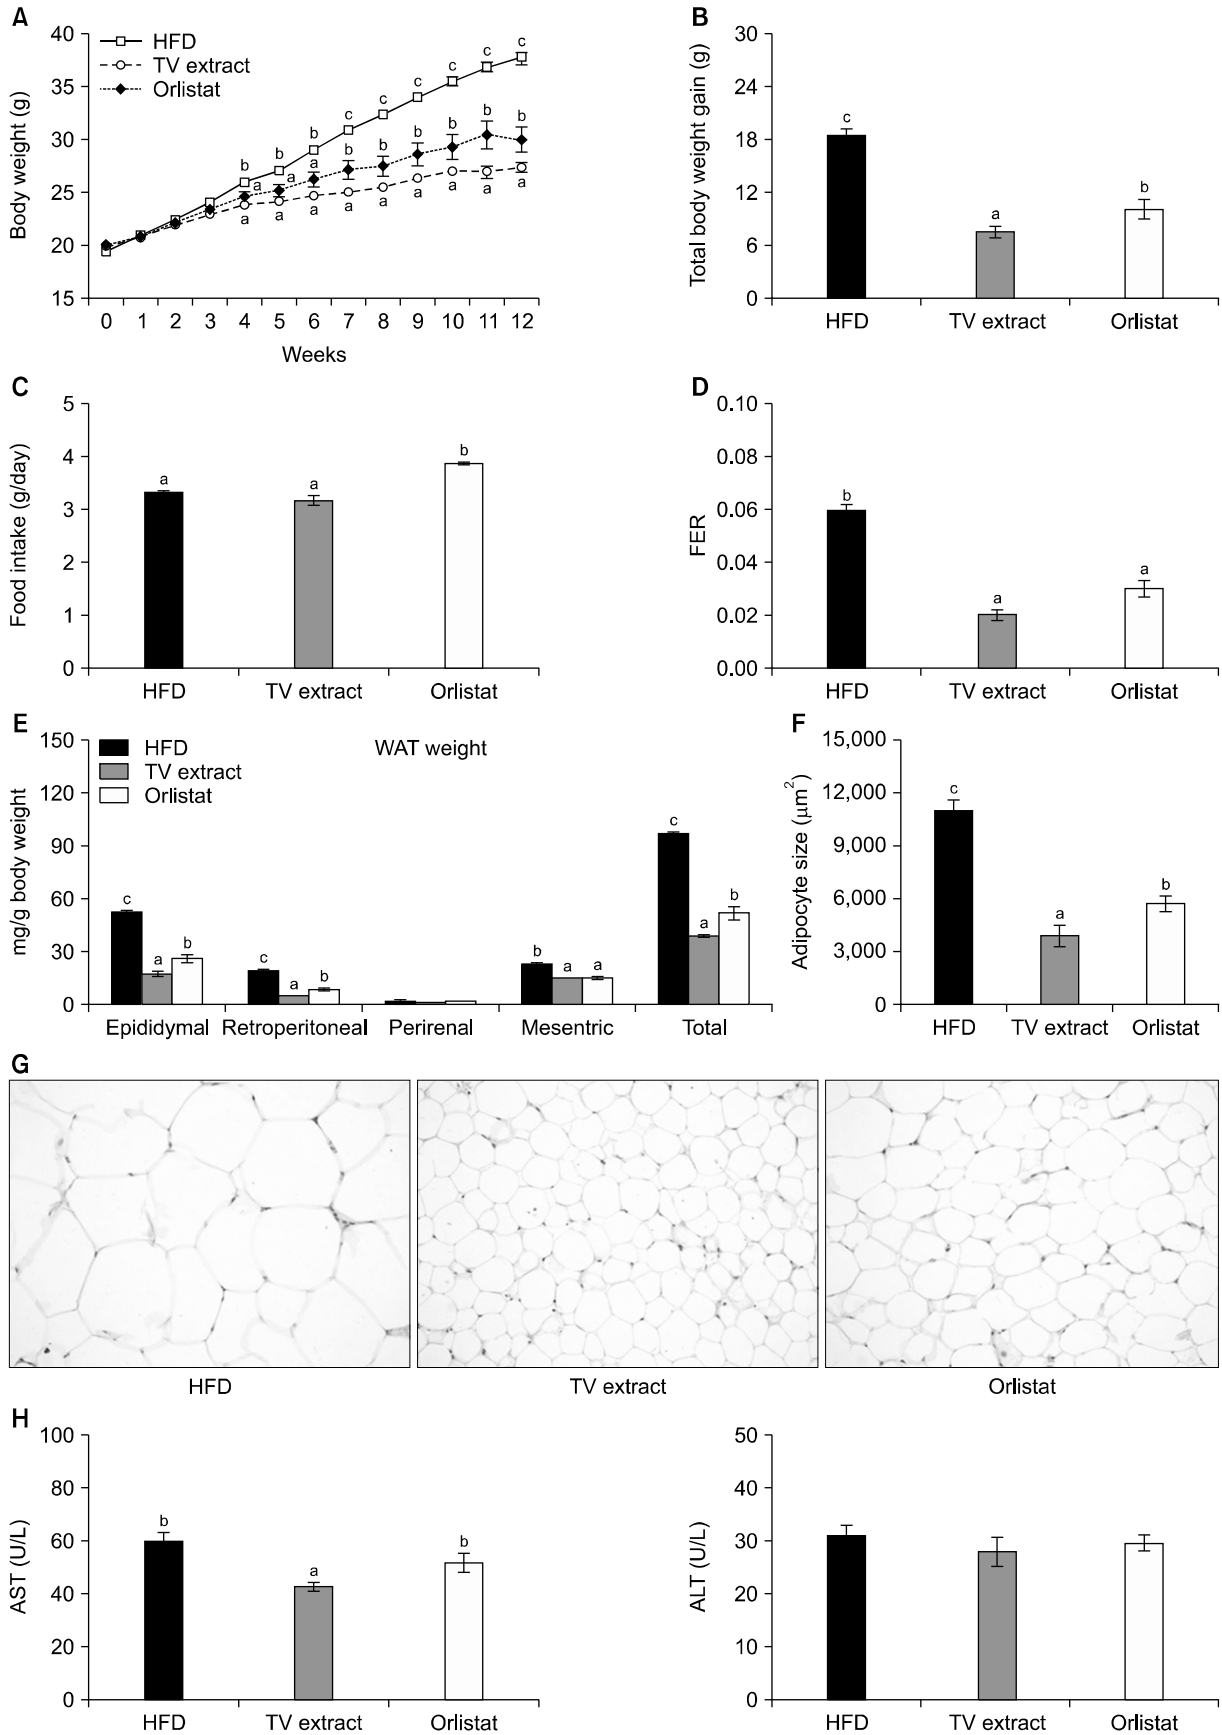 A
Body weight (g)
40
35
30
25
20
15
HFD
TV extract
Orlistat
b b b c c c c c c
a a a b b b b b b
a a a a a a a a a
0 1 2 3 4 5 6 7 8 9 10 11 12
Weeks
B
Total body weight gain (g)
30
24
18
12
6
0
c
a
b
HFD TV extract Orlistat
C
Food intake (g/day)
5
4
3
2
1
0
a
a
b
HFD TV extract Orlistat
D
FER
0.10
0.08
0.06
0.04
0.02
0.00
b
a
a
HFD TV extract Orlistat
E
WAT weight
mg/g body weight
150
120
90
60
30
0
HFD
TV extract
Orlistat
c a b
c a b
b a a
c a b
Epididymal Retroperitoneal Perirenal Mesentric Total
F
Adipocyte size (μm²)
15,000
12,000
9,000
6,000
3,000
0
c
a
b
HFD TV extract Orlistat
G
HFD TV extract Orlistat
H
AST (U/L)
100
80
60
40
20
0
b
a
b
HFD TV extract Orlistat
ALT (U/L)
50
40
30
20
10
0
HFD TV extract Orlistat